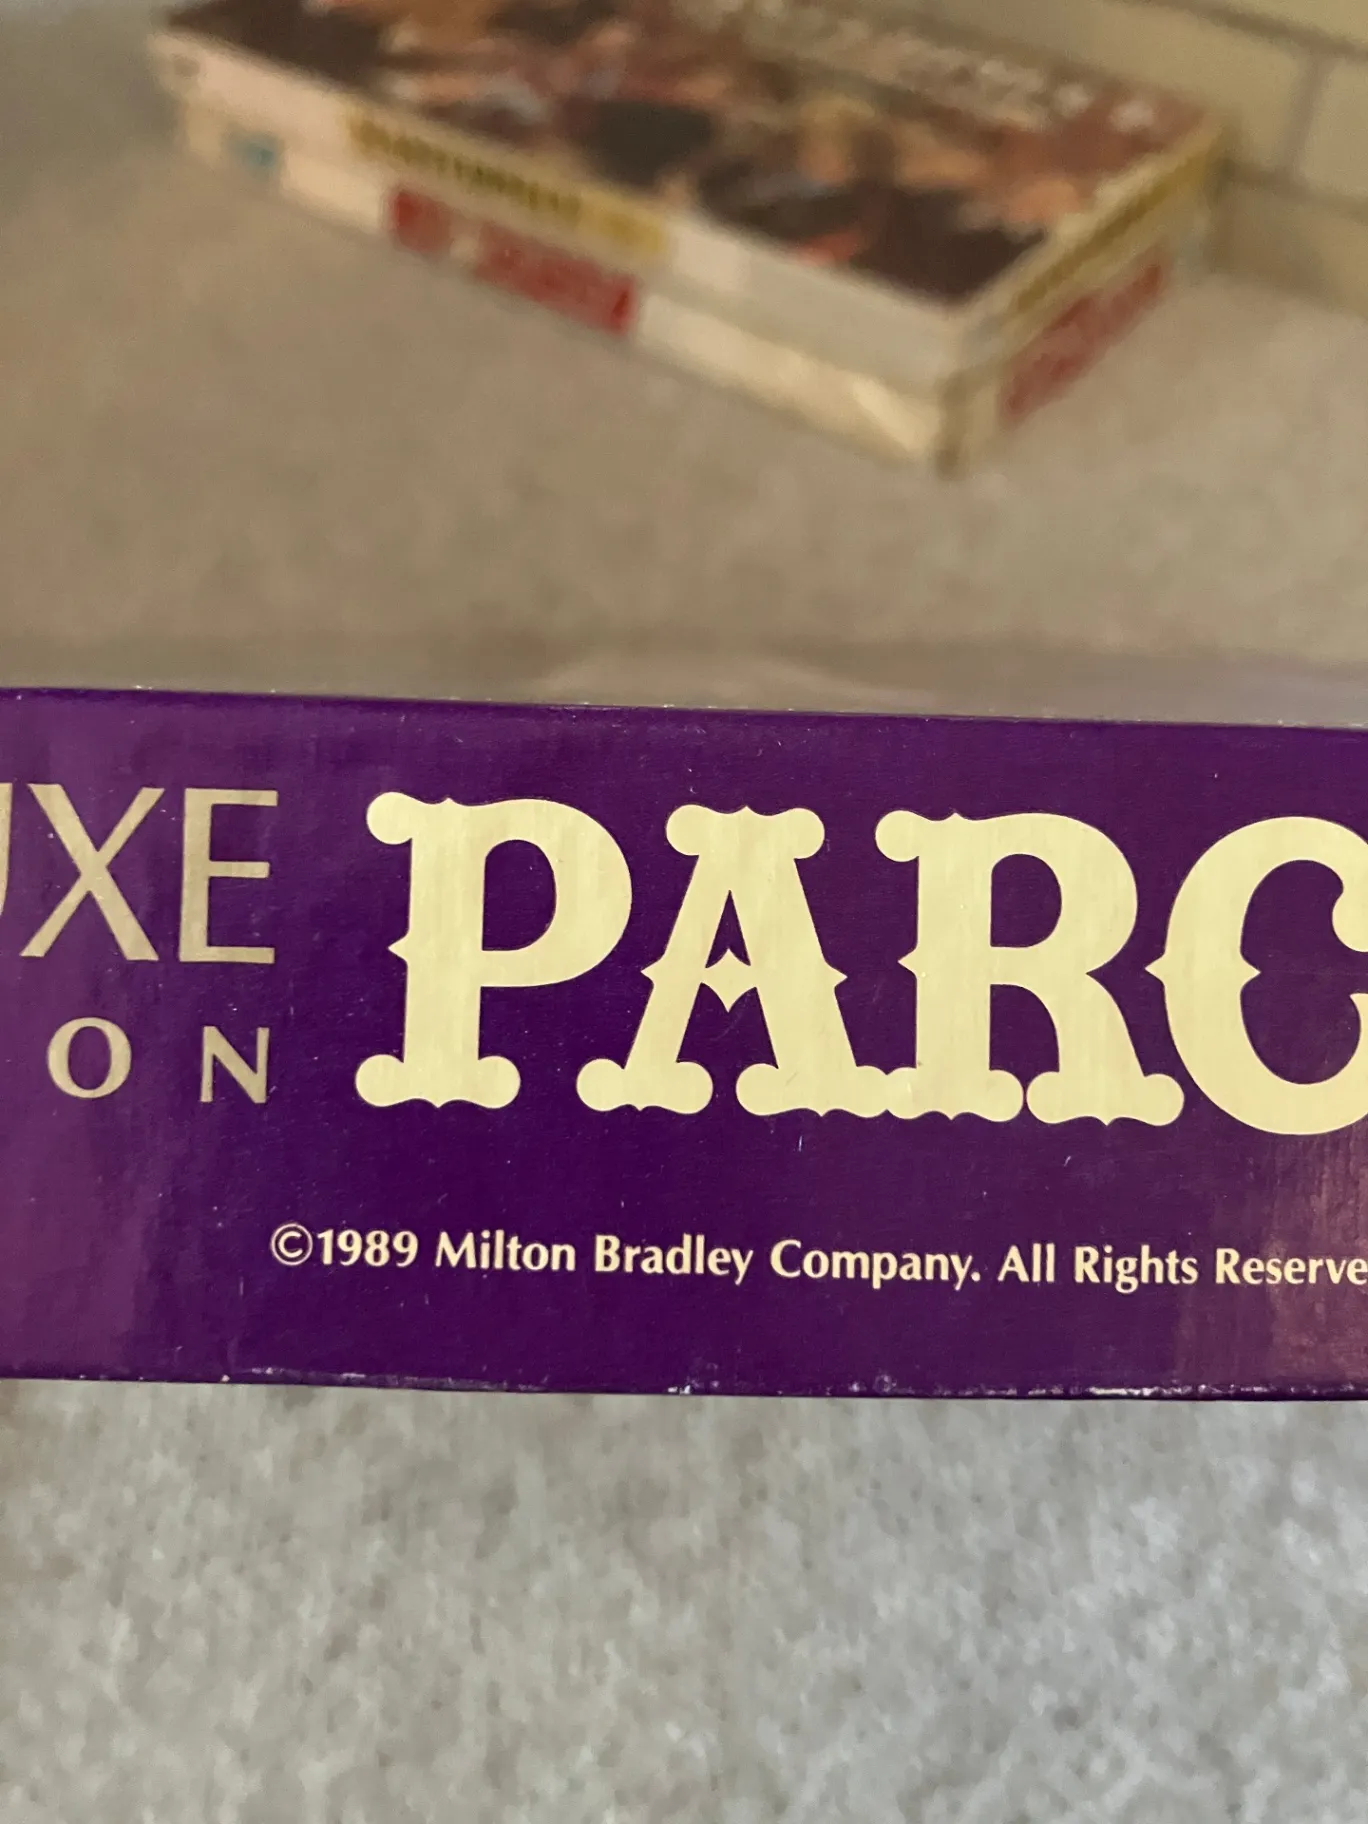 UXE
ON
PARC
©1989 Milton Bradley Company. All Rights Reserve